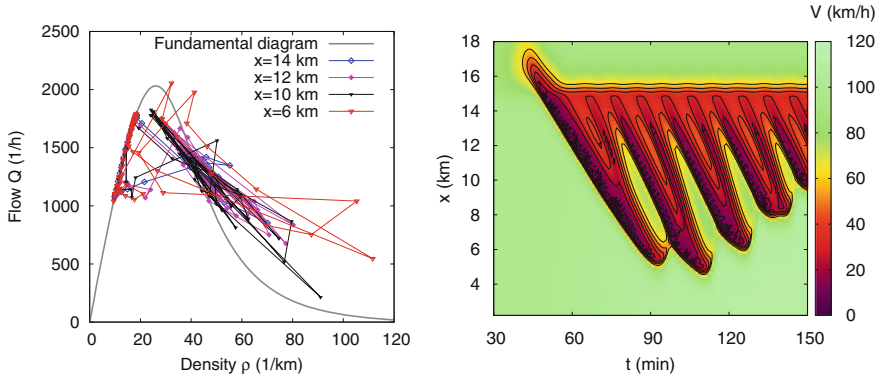 Flow Q (1/h)
2500
2000
1500
1000
500
0
0 20 40 60 80 100 120
Density ρ (1/km)
Fundamental diagram
x=14 km
x=12 km
x=10 km
x=6 km
x (km)
18
16
14
12
10
8
6
4
30 60 90 120 150
t (min)
V (km/h)
120
100
80
60
40
20
0